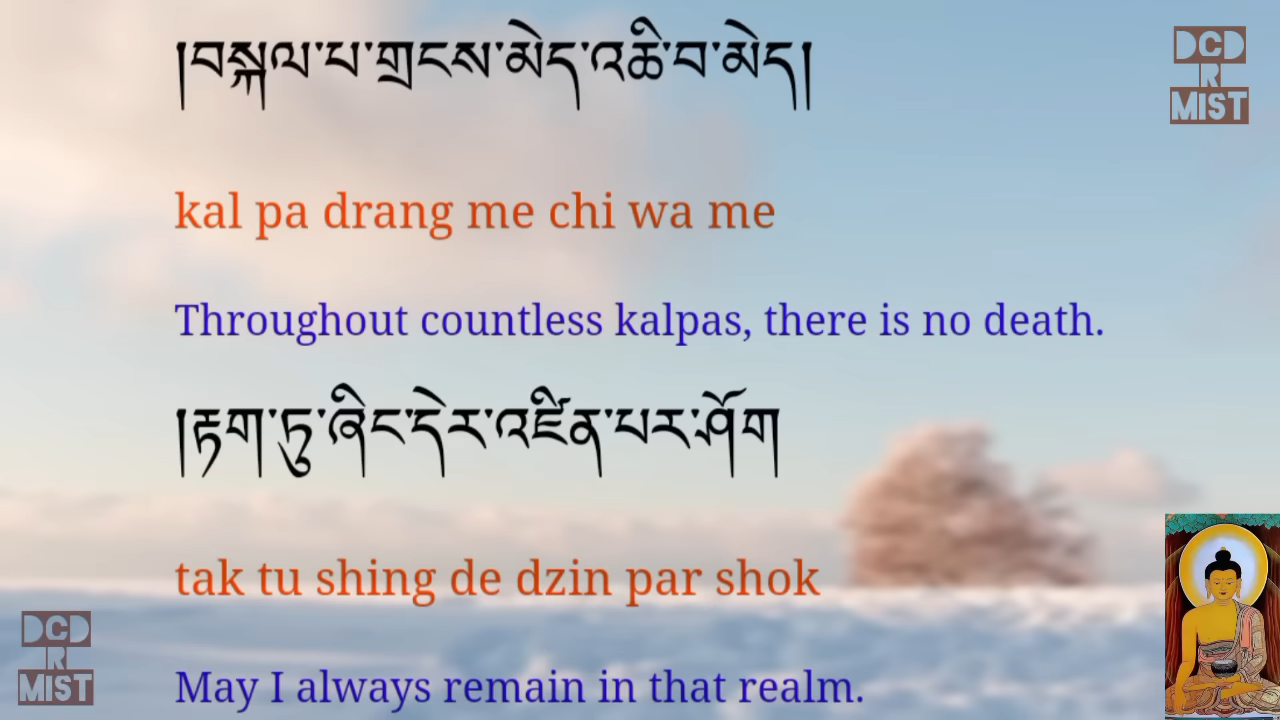 །བསྐལ་པ་གྲངས་མེད་འཆི་བ་མེད།
kal pa drang me chi wa me
Throughout countless kalpas, there is no death.
།རྟག་ཏུ་ཞིང་དེར་འཛིན་པར་ཤོག
tak tu shing de dzin par shok
May I always remain in that realm.
DCD
R
MIST
DCD
R
MIST